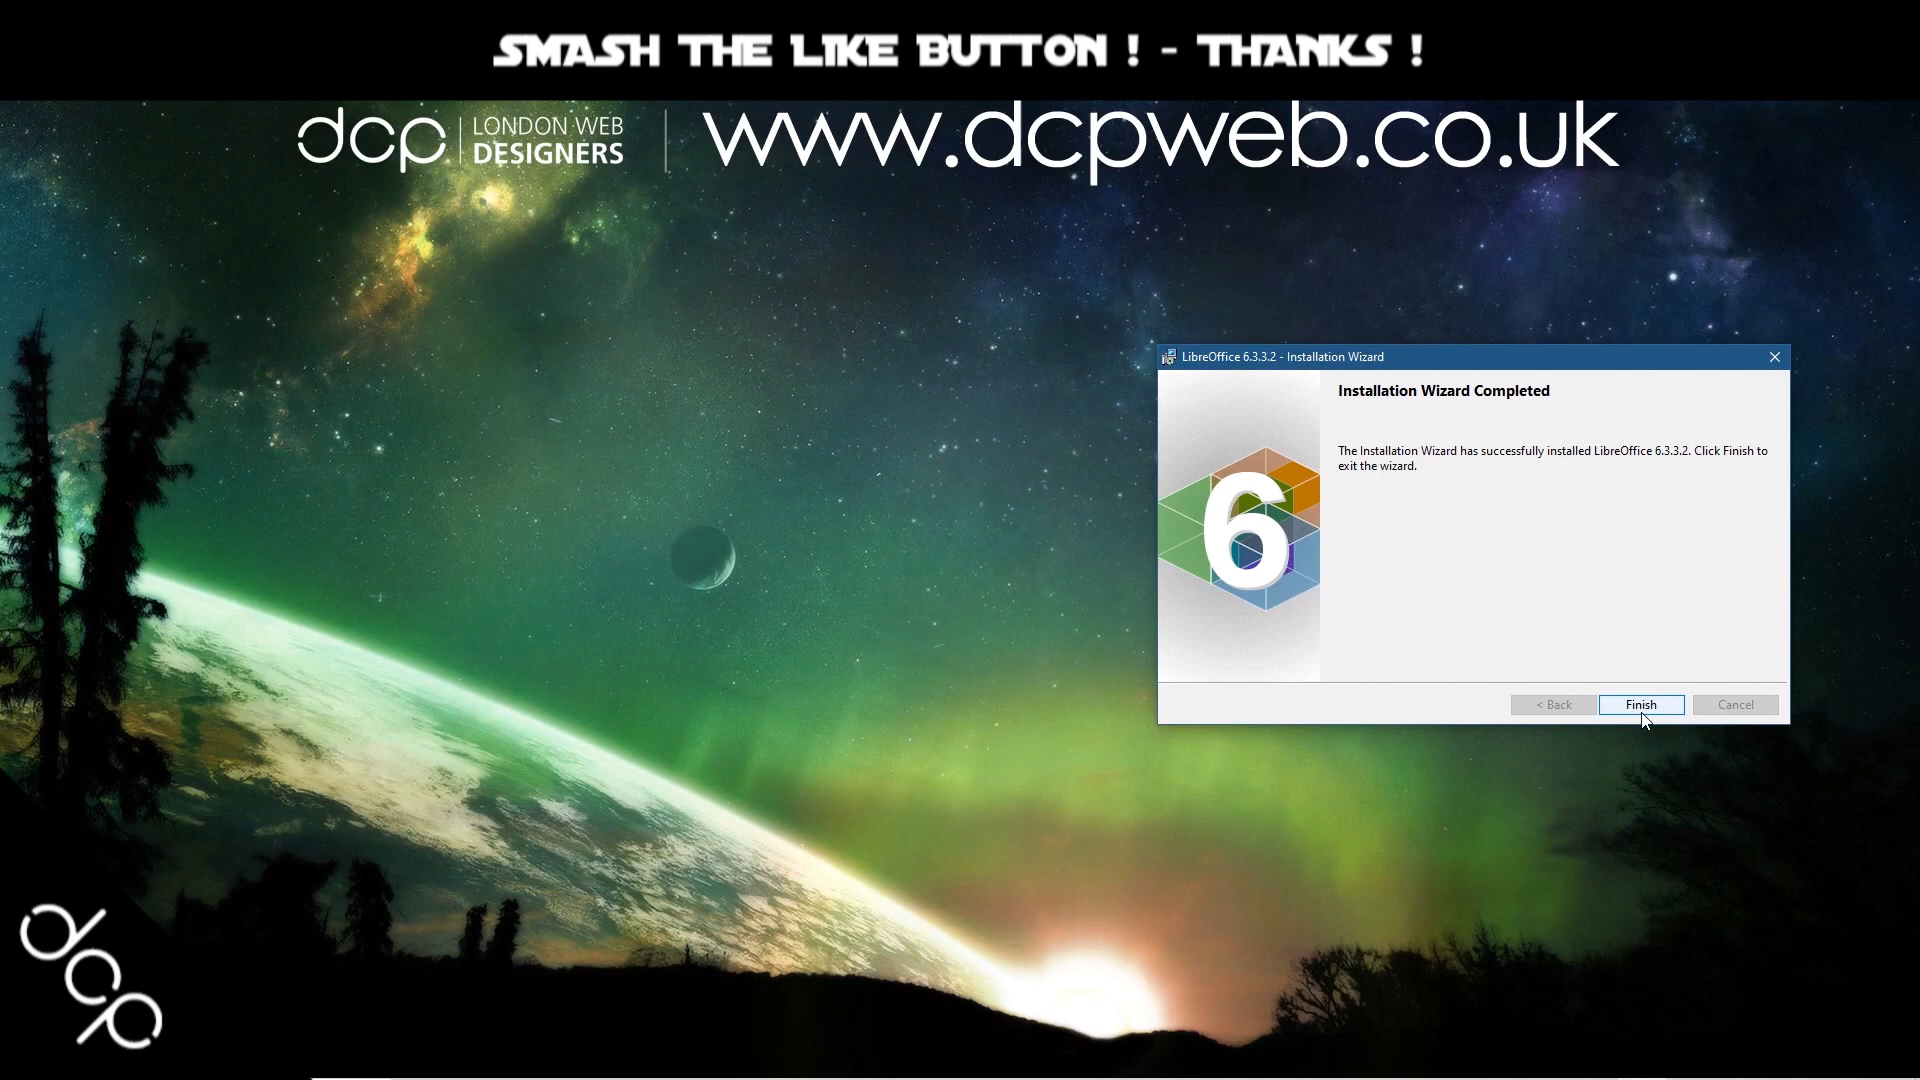 SMASH THE LIKE BUTTON ! - THANKS !
dcp LONDON WEB DESIGNERS www.dcpweb.co.uk
LibreOffice 6.3.3.2 - Installation Wizard
Installation Wizard Completed
The Installation Wizard has successfully installed LibreOffice 6.3.3.2. Click Finish to
exit the wizard.
6
< Back Finish Cancel
dcp